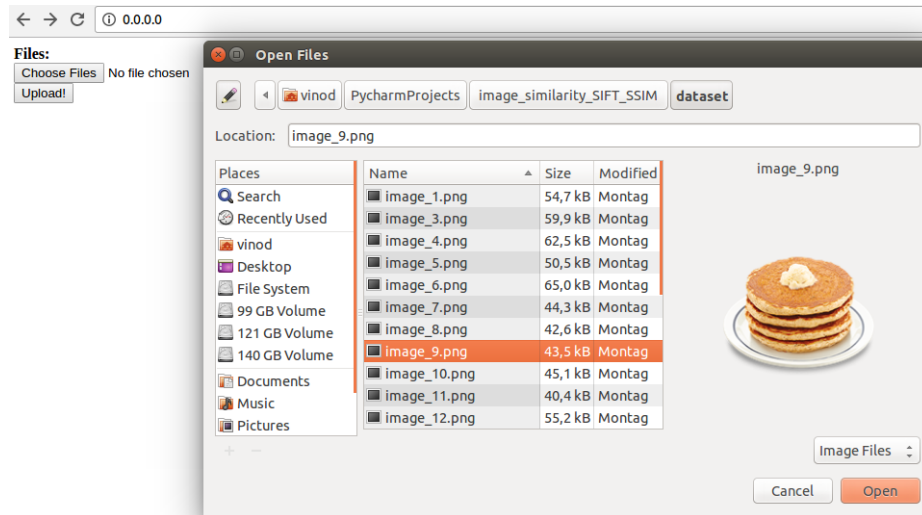 0.0.0.0
Files:
Choose Files No file chosen
Upload!
Open Files
vinod PycharmProjects image_similarity_SIFT_SSIM dataset
Location: image_9.png
Places
Search
Recently Used
vinod
Desktop
File System
99 GB Volume
121 GB Volume
140 GB Volume
Documents
Music
Pictures
Name Size Modified
image_1.png 54,7 kB Montag
image_3.png 59,9 kB Montag
image_4.png 62,5 kB Montag
image_5.png 50,5 kB Montag
image_6.png 65,0 kB Montag
image_7.png 44,3 kB Montag
image_8.png 42,6 kB Montag
image_9.png 43,5 kB Montag
image_10.png 45,1 kB Montag
image_11.png 40,4 kB Montag
image_12.png 55,2 kB Montag
image_9.png
Image Files
Cancel Open